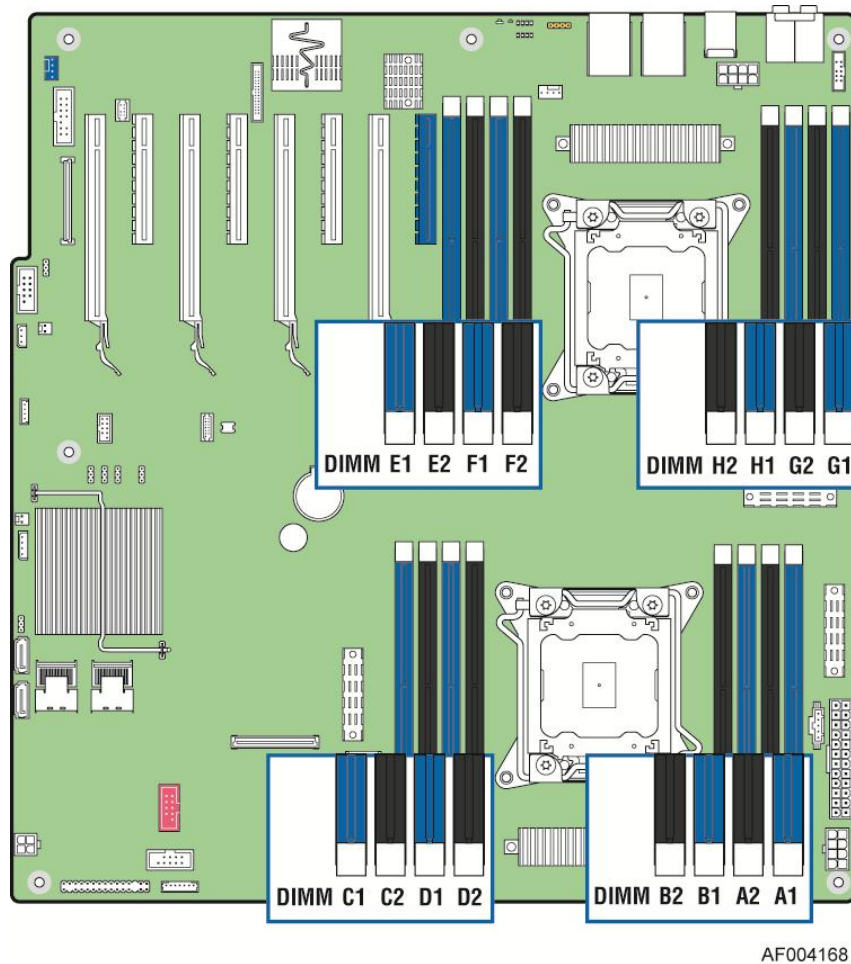 DIMM E1 E2 F1 F2
DIMM H2 H1 G2 G1
DIMM C1 C2 D1 D2
DIMM B2 B1 A2 A1
AF004168